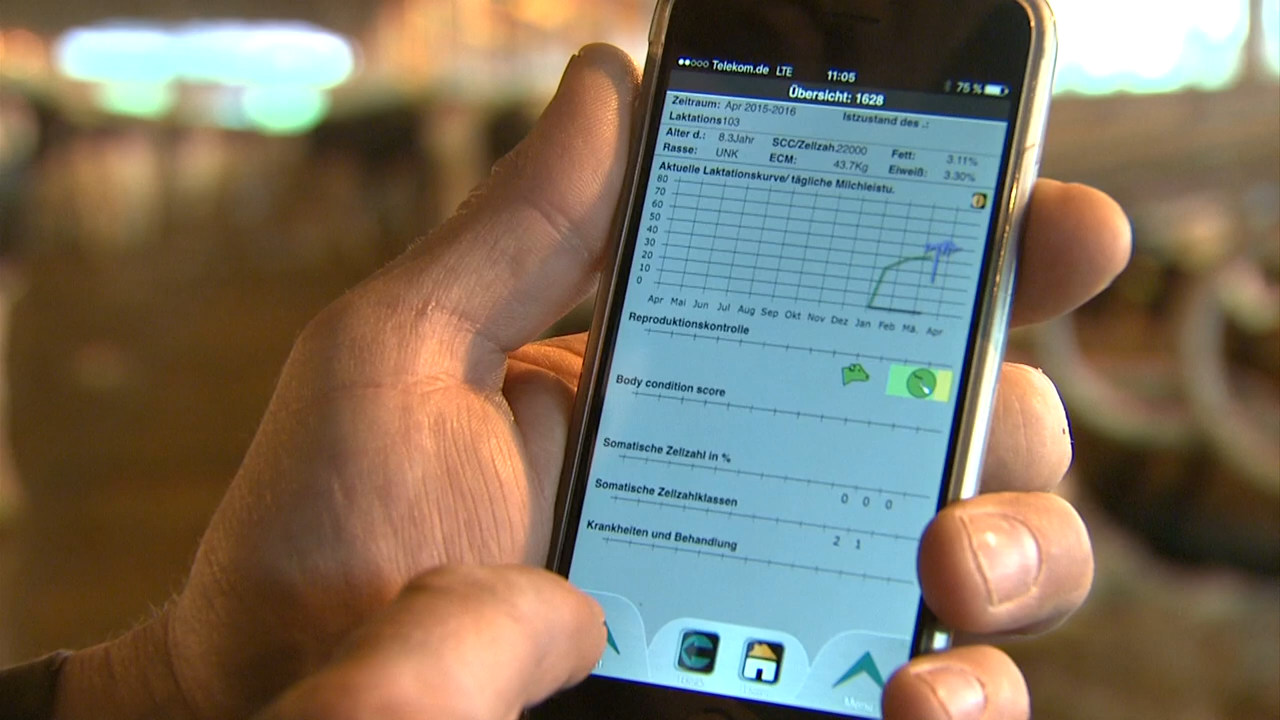 Telekom.de LTE 11:05 75 %
Übersicht: 1628
Zeitraum: Apr 2015-2016 Istzustand des .:
Laktations103
Alter d.: 8.3Jahr SCC/Zellzah.22000 Fett: 3.11%
Rasse: UNK ECM: 43.7Kg Eiweiß: 3.30%
Aktuelle Laktationskurve/ tägliche Milchleistu.
80
70
60
50
40
30
20
10
0
Apr Mai Jun Jul Aug Sep Okt Nov Dez Jan Feb Mä. Apr
Reproduktionskontrolle
Body condition score
Somatische Zellzahl in %
0 0 0
Somatische Zellzahlklassen
2 1
Krankheiten und Behandlung
Menu